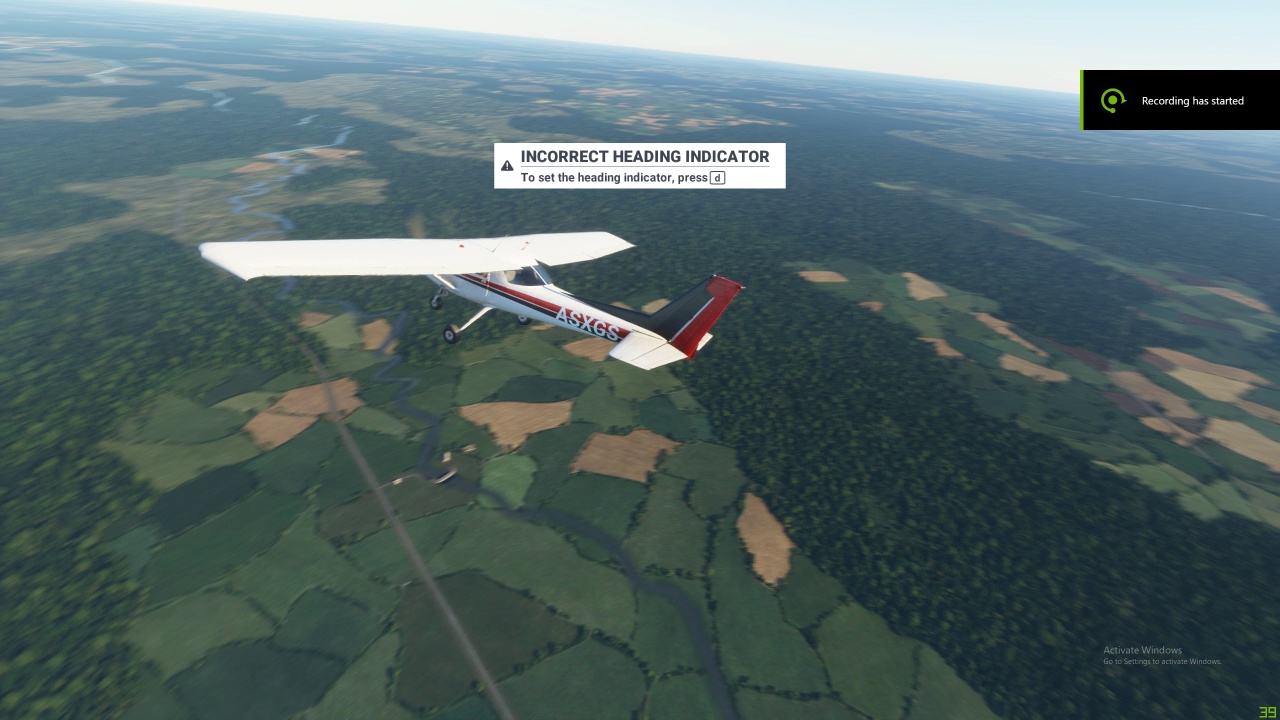 Recording has started
INCORRECT HEADING INDICATOR
To set the heading indicator, press d
ASXGS
Activate Windows
Go to Settings to activate Windows.
39